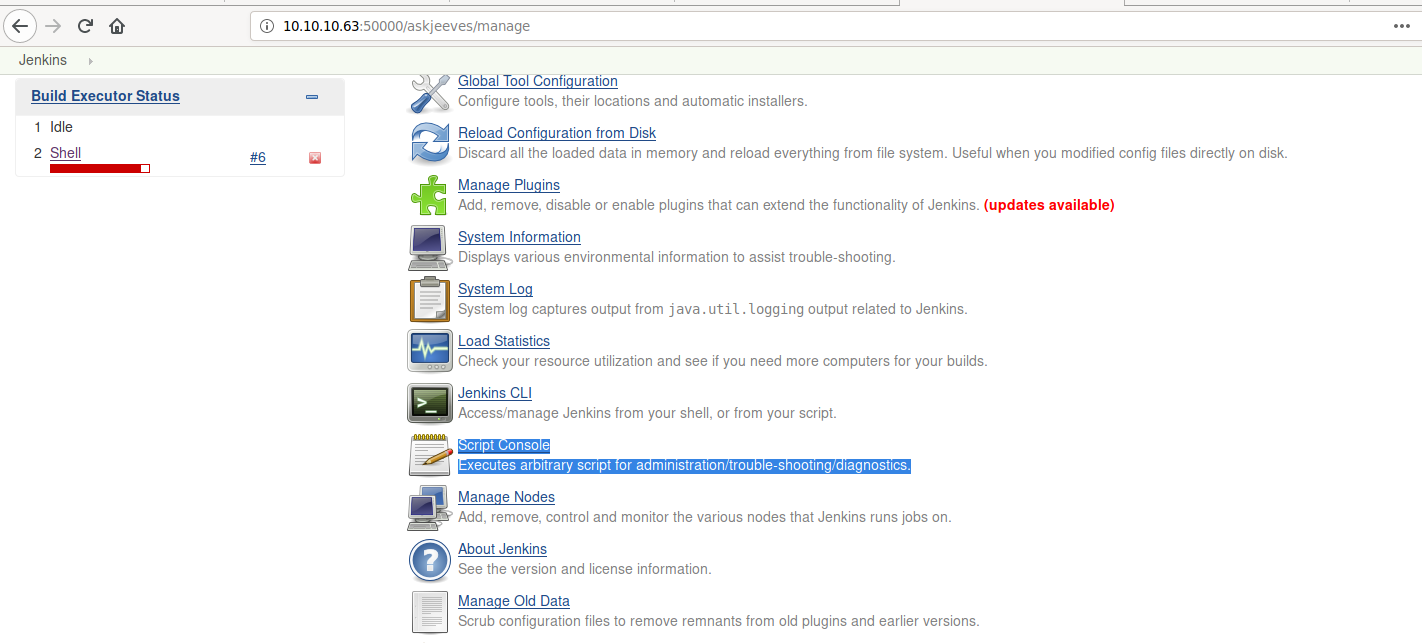 10.10.10.63:50000/askjeeves/manage
Jenkins
Build Executor Status
1 Idle
2 Shell #6
Global Tool Configuration
Configure tools, their locations and automatic installers.
Reload Configuration from Disk
Discard all the loaded data in memory and reload everything from file system. Useful when you modified config files directly on disk.
Manage Plugins
Add, remove, disable or enable plugins that can extend the functionality of Jenkins. (updates available)
System Information
Displays various environmental information to assist trouble-shooting.
System Log
System log captures output from java.util.logging output related to Jenkins.
Load Statistics
Check your resource utilization and see if you need more computers for your builds.
Jenkins CLI
Access/manage Jenkins from your shell, or from your script.
Script Console
Executes arbitrary script for administration/trouble-shooting/diagnostics.
Manage Nodes
Add, remove, control and monitor the various nodes that Jenkins runs jobs on.
About Jenkins
See the version and license information.
Manage Old Data
Scrub configuration files to remove remnants from old plugins and earlier versions.